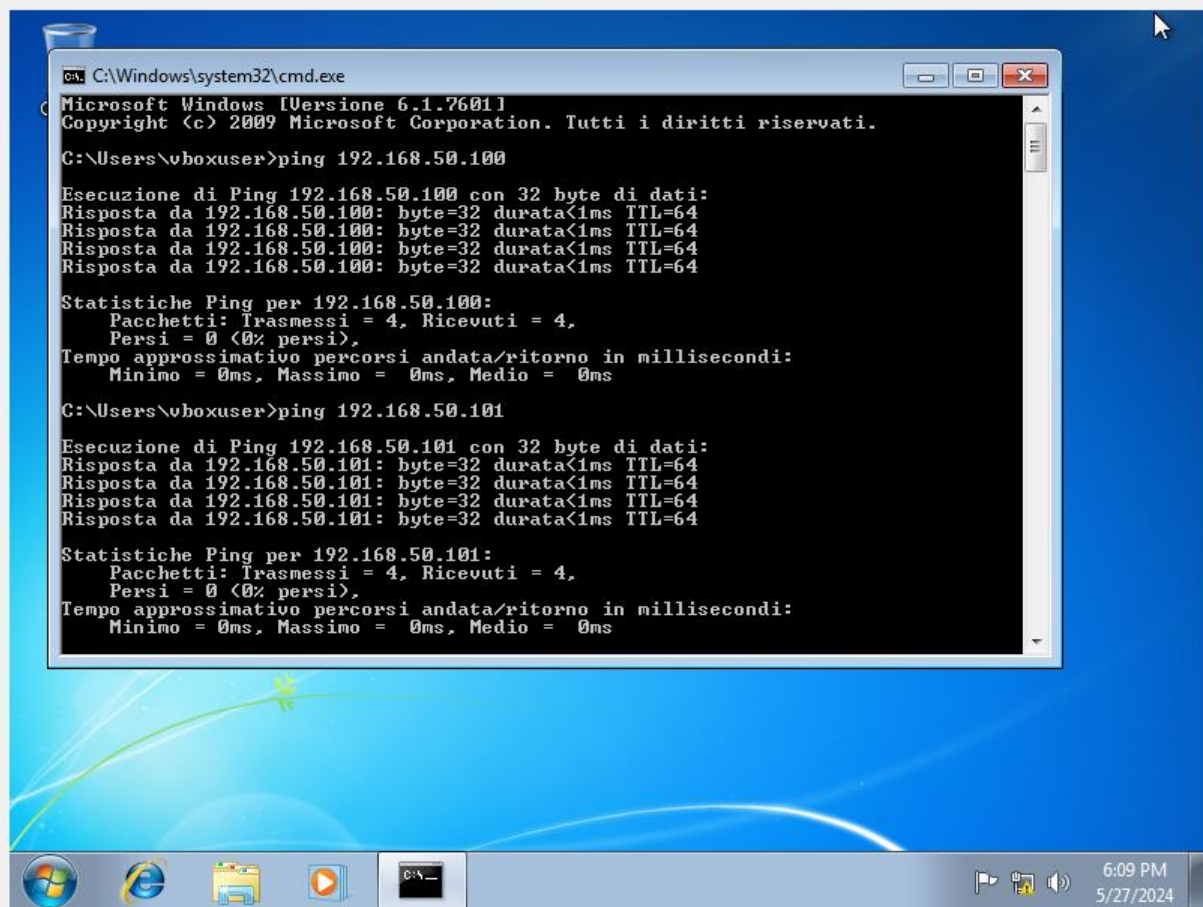 C:\Windows\system32\cmd.exe
Microsoft Windows [Versione 6.1.7601]
Copyright (c) 2009 Microsoft Corporation. Tutti i diritti riservati.
C:\Users\vboxuser>ping 192.168.50.100
Esecuzione di Ping 192.168.50.100 con 32 byte di dati:
Risposta da 192.168.50.100: byte=32 durata<1ms TTL=64
Risposta da 192.168.50.100: byte=32 durata<1ms TTL=64
Risposta da 192.168.50.100: byte=32 durata<1ms TTL=64
Risposta da 192.168.50.100: byte=32 durata<1ms TTL=64
Statistiche Ping per 192.168.50.100:
Pacchetti: Trasmessi = 4, Ricevuti = 4,
Persi = 0 (0% persi),
Tempo approssimativo percorsi andata/ritorno in millisecondi:
Minimo = 0ms, Massimo =  0ms, Medio =  0ms
C:\Users\vboxuser>ping 192.168.50.101
Esecuzione di Ping 192.168.50.101 con 32 byte di dati:
Risposta da 192.168.50.101: byte=32 durata<1ms TTL=64
Risposta da 192.168.50.101: byte=32 durata<1ms TTL=64
Risposta da 192.168.50.101: byte=32 durata<1ms TTL=64
Risposta da 192.168.50.101: byte=32 durata<1ms TTL=64
Statistiche Ping per 192.168.50.101:
Pacchetti: Trasmessi = 4, Ricevuti = 4,
Persi = 0 (0% persi),
Tempo approssimativo percorsi andata/ritorno in millisecondi:
Minimo = 0ms, Massimo =  0ms, Medio =  0ms
C:\_
6:09 PM
5/27/2024